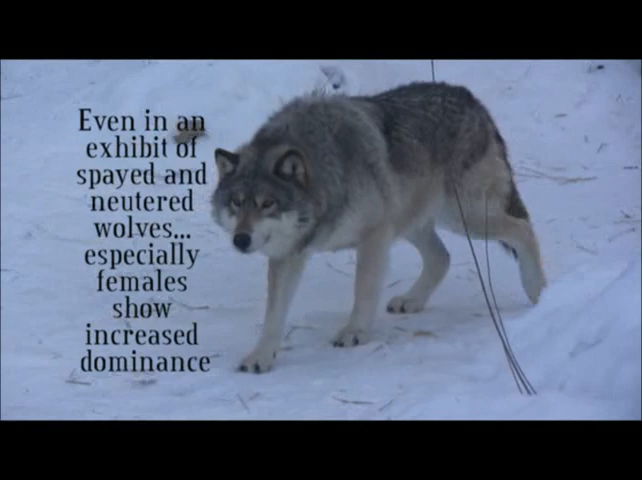 Even in an
exhibit of
spayed and
neutered
wolves...
especially
females
show
increased
dominance